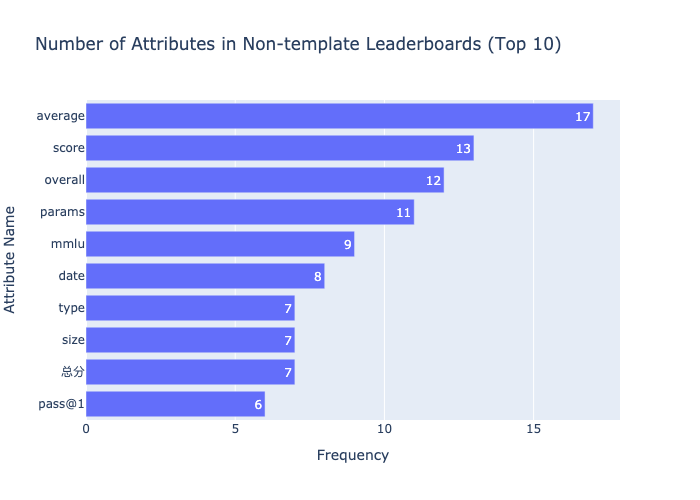 Number of Attributes in Non-template Leaderboards (Top 10)
Attribute Name
average 17
score 13
overall 12
params 11
mmlu 9
date 8
type 7
size 7
总分 7
pass@1 6
0 5 10 15
Frequency